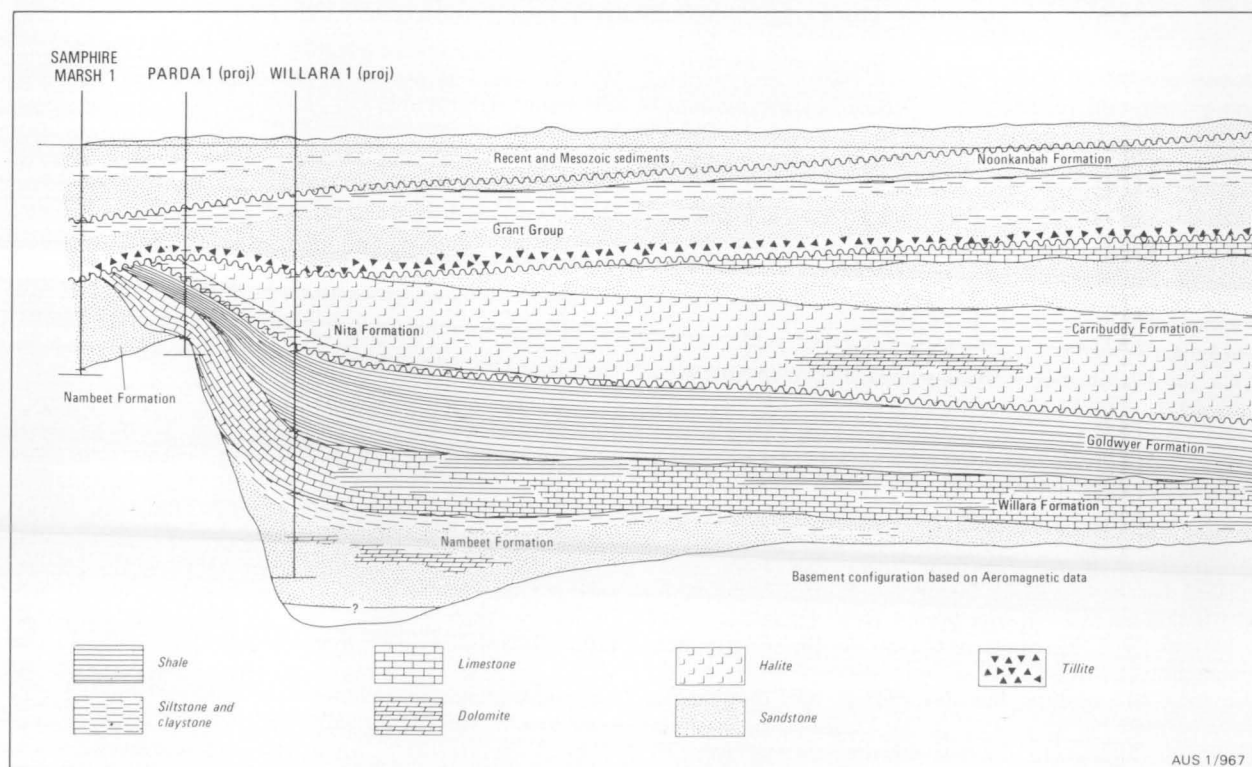 SAMPHIRE
MARSH 1
PARDA 1 (proj)
WILLARA 1 (proj)
Recent and Mesozoic sediments
Noonkanbah Formation
Grant Group
Nita Formation
Carribuddy Formation
Nambeet Formation
Goldwyer Formation
Willara Formation
Nambeet Formation
Basement configuration based on Aeromagnetic data
?
Shale
Limestone
Halite
Tillite
Siltstone and
claystone
Dolomite
Sandstone
AUS 1/967